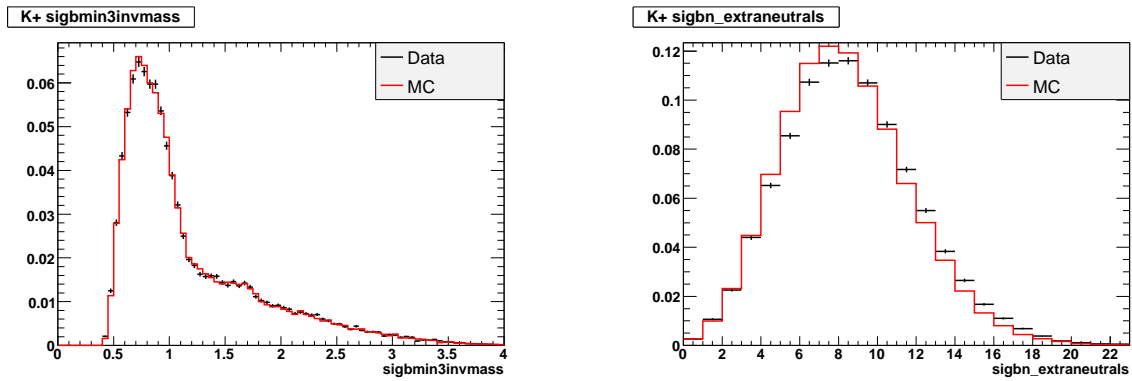 K+ sigbmin3invmass
Data
MC
0.06
0.05
0.04
0.03
0.02
0.01
0
0 0.5 1 1.5 2 2.5 3 3.5 4
sigbmin3invmass
K+ sigbn_extraneutrals
Data
MC
0.12
0.1
0.08
0.06
0.04
0.02
0
0 2 4 6 8 10 12 14 16 18 20 22
sigbn_extraneutrals